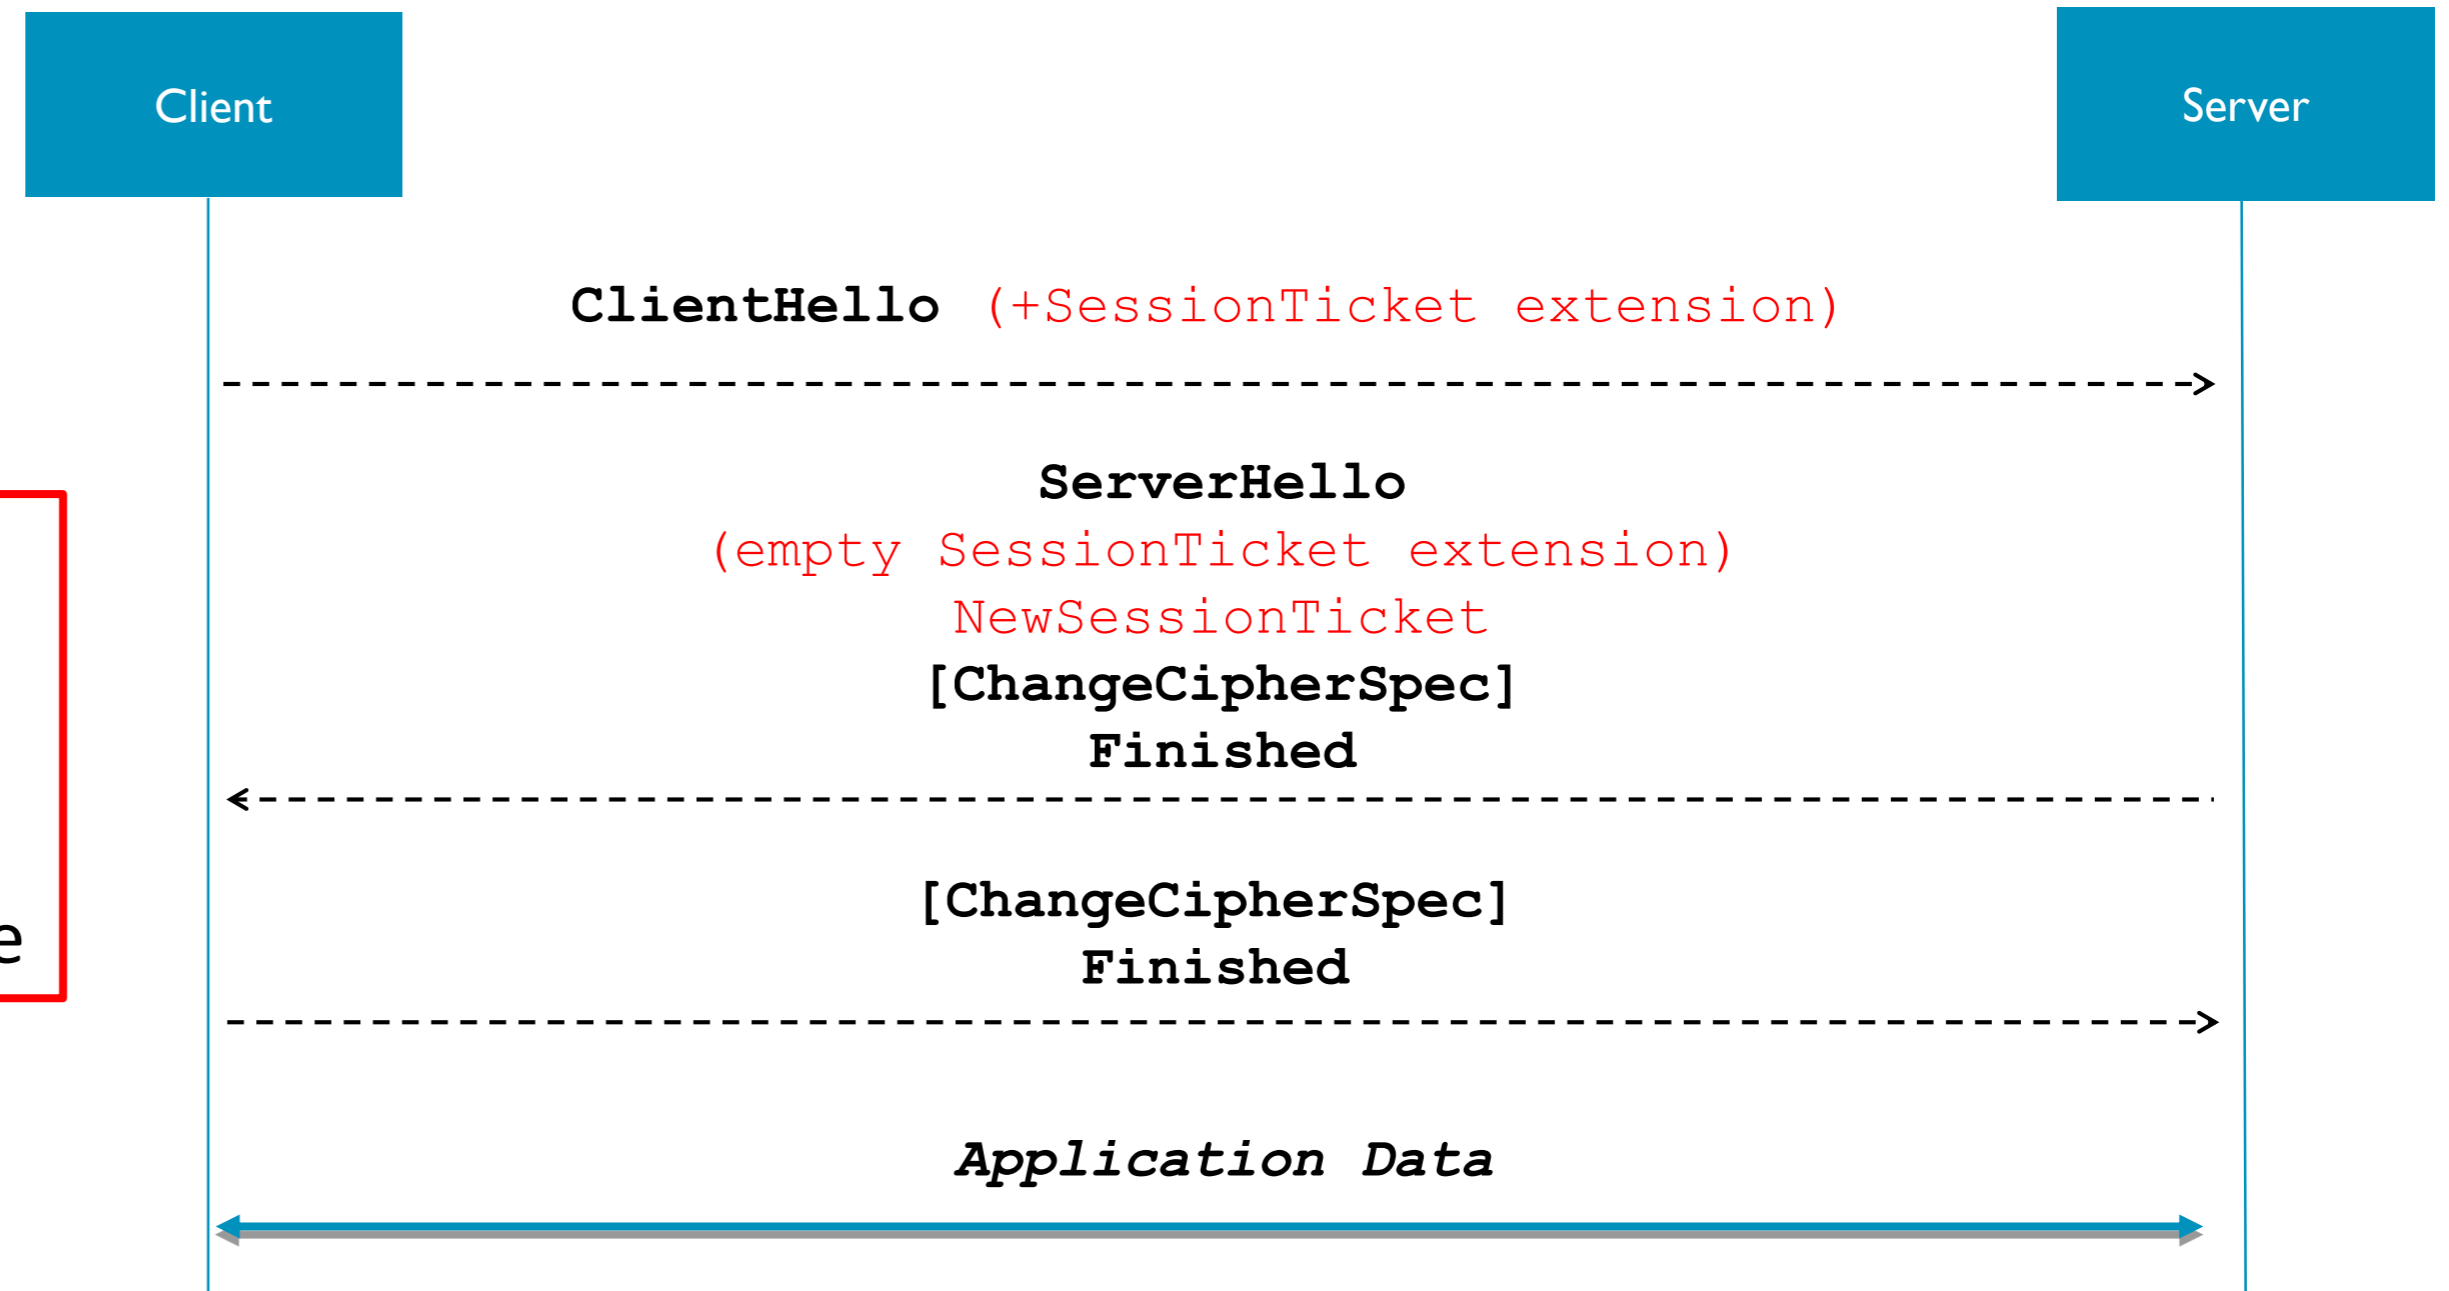 Client
Server
ClientHello (+SessionTicket extension)
ServerHello
(empty SessionTicket extension)
NewSessionTicket
[ChangeCipherSpec]
Finished
[ChangeCipherSpec]
Finished
Application Data